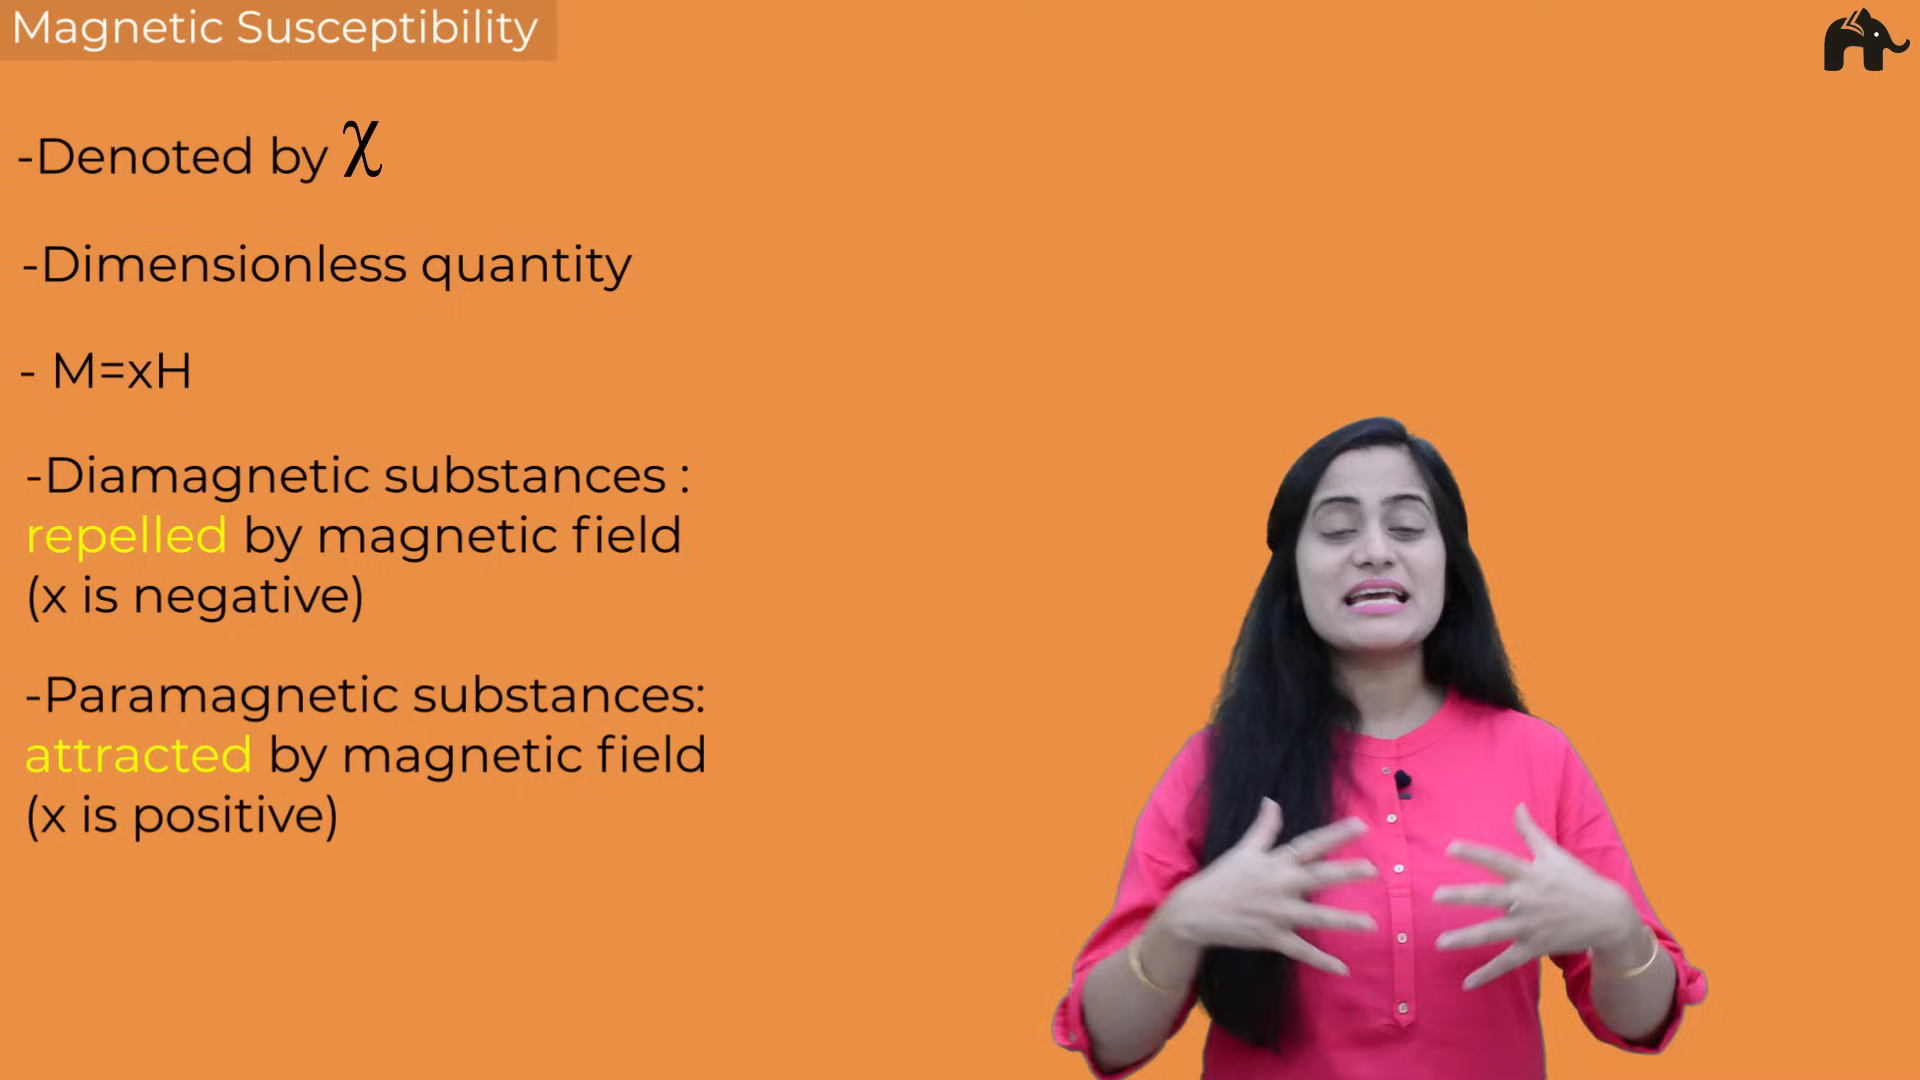 Magnetic Susceptibility
-Denoted by χ
-Dimensionless quantity
- M=xH
-Diamagnetic substances :
repelled by magnetic field
(x is negative)
-Paramagnetic substances:
attracted by magnetic field
(x is positive)